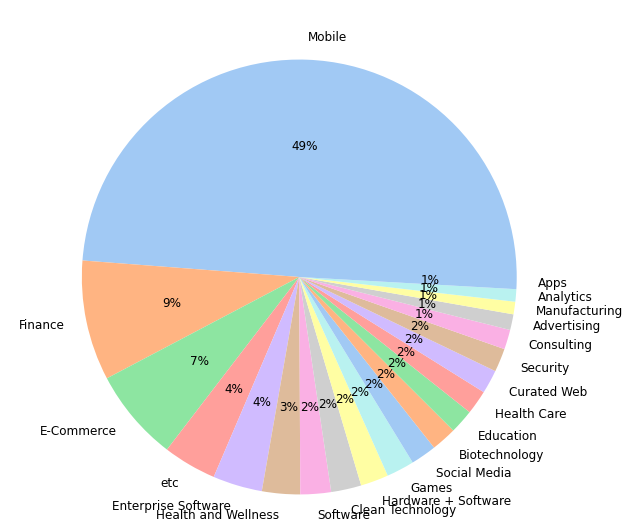 Mobile
49%
Finance
9%
E-Commerce
7%
etc
4%
Enterprise Software
4%
Health and Wellness
3%
Software
2%
Clean Technology
2%
Hardware + Software
2%
Games
2%
Social Media
2%
Biotechnology
2%
Education
2%
Health Care
2%
Curated Web
2%
Security
2%
Consulting
1%
Advertising
1%
Manufacturing
1%
Analytics
1%
Apps
1%